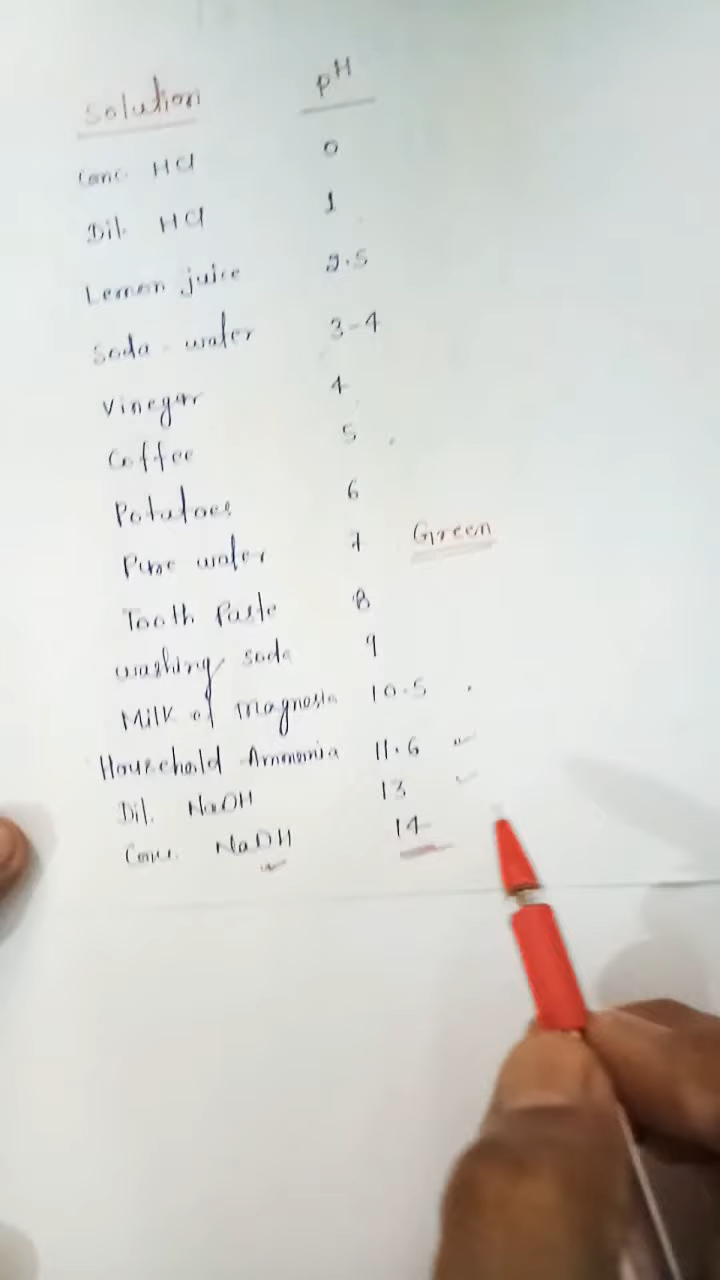 Solution pH
Conc. HCl 0
Dil. HCl 1
Lemon juice 2.5
Soda-water 3-4
Vinegar 4
Coffee 5
Potatoes 6
Pure water 7 Green
Tooth Paste 8
washing soda 9
Milk of magnesia 10.5
Household Ammonia 11.6
Dil. NaOH 13
Conc. NaOH 14